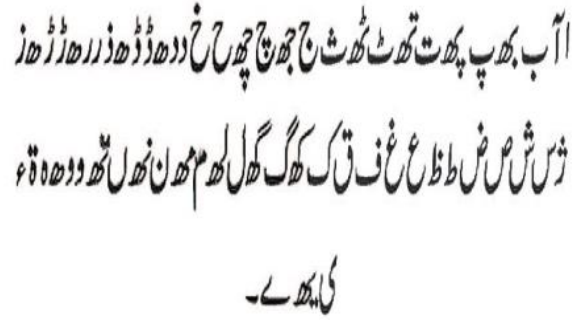 ا آ ب بھ پ پھ ت تھ ٹ ٹھ ث ج جھ چ چھ ح خ د دھ ڈ ڈھ ذ ر رھ ڑ ڑھ ز
ژ س ش ص ض ط ظ ع غ ف ق ک کھ گ گھ ل لھ م مھ ن نھ ں ں٘ھ و وھ ہ ة ء
ی یھ ے۔